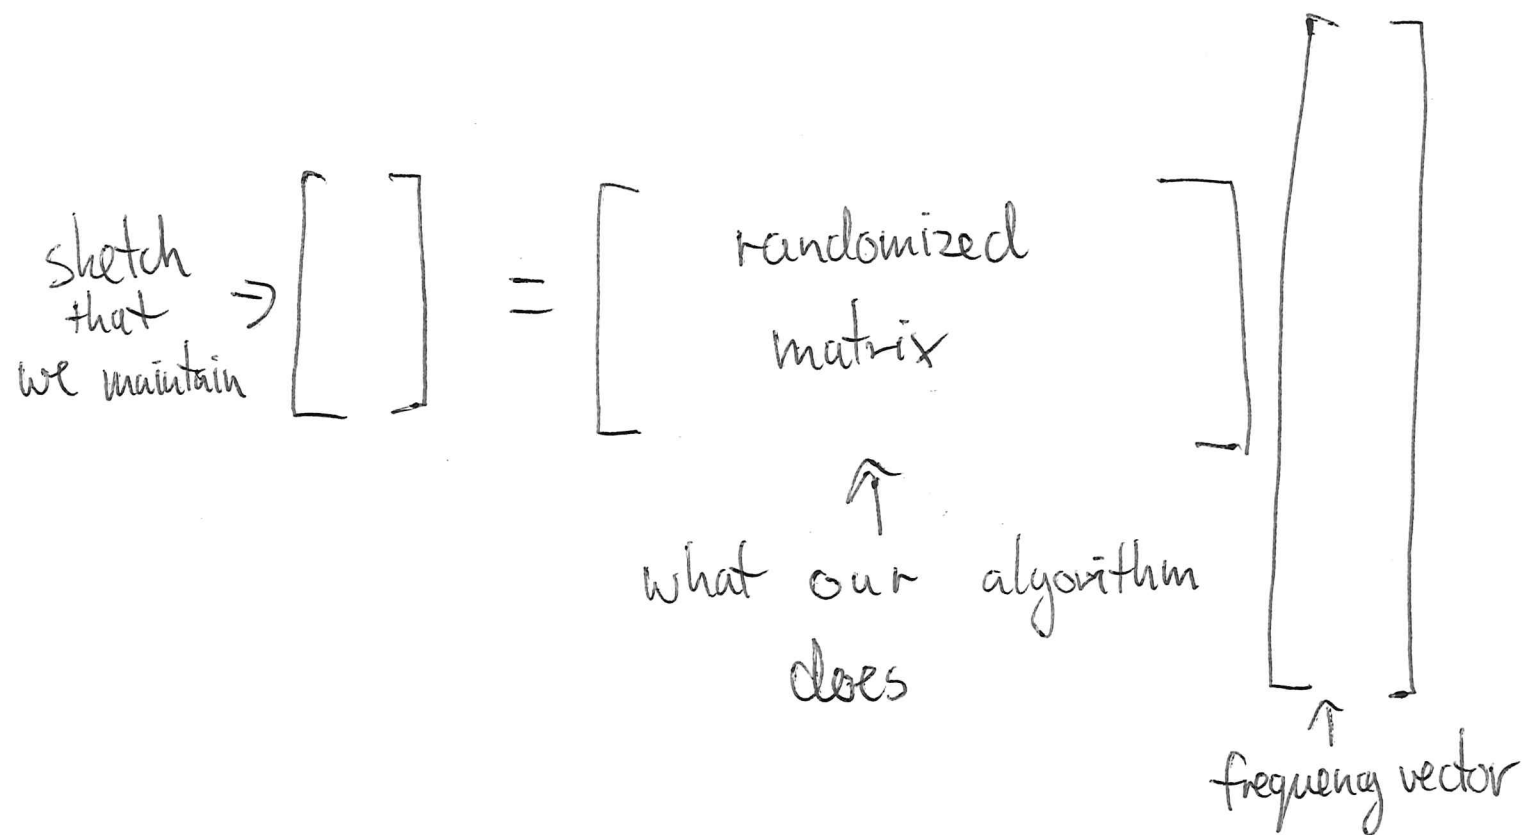 sketch
that
we maintain
=
randomized
matrix
what our algorithm
does
frequency vector